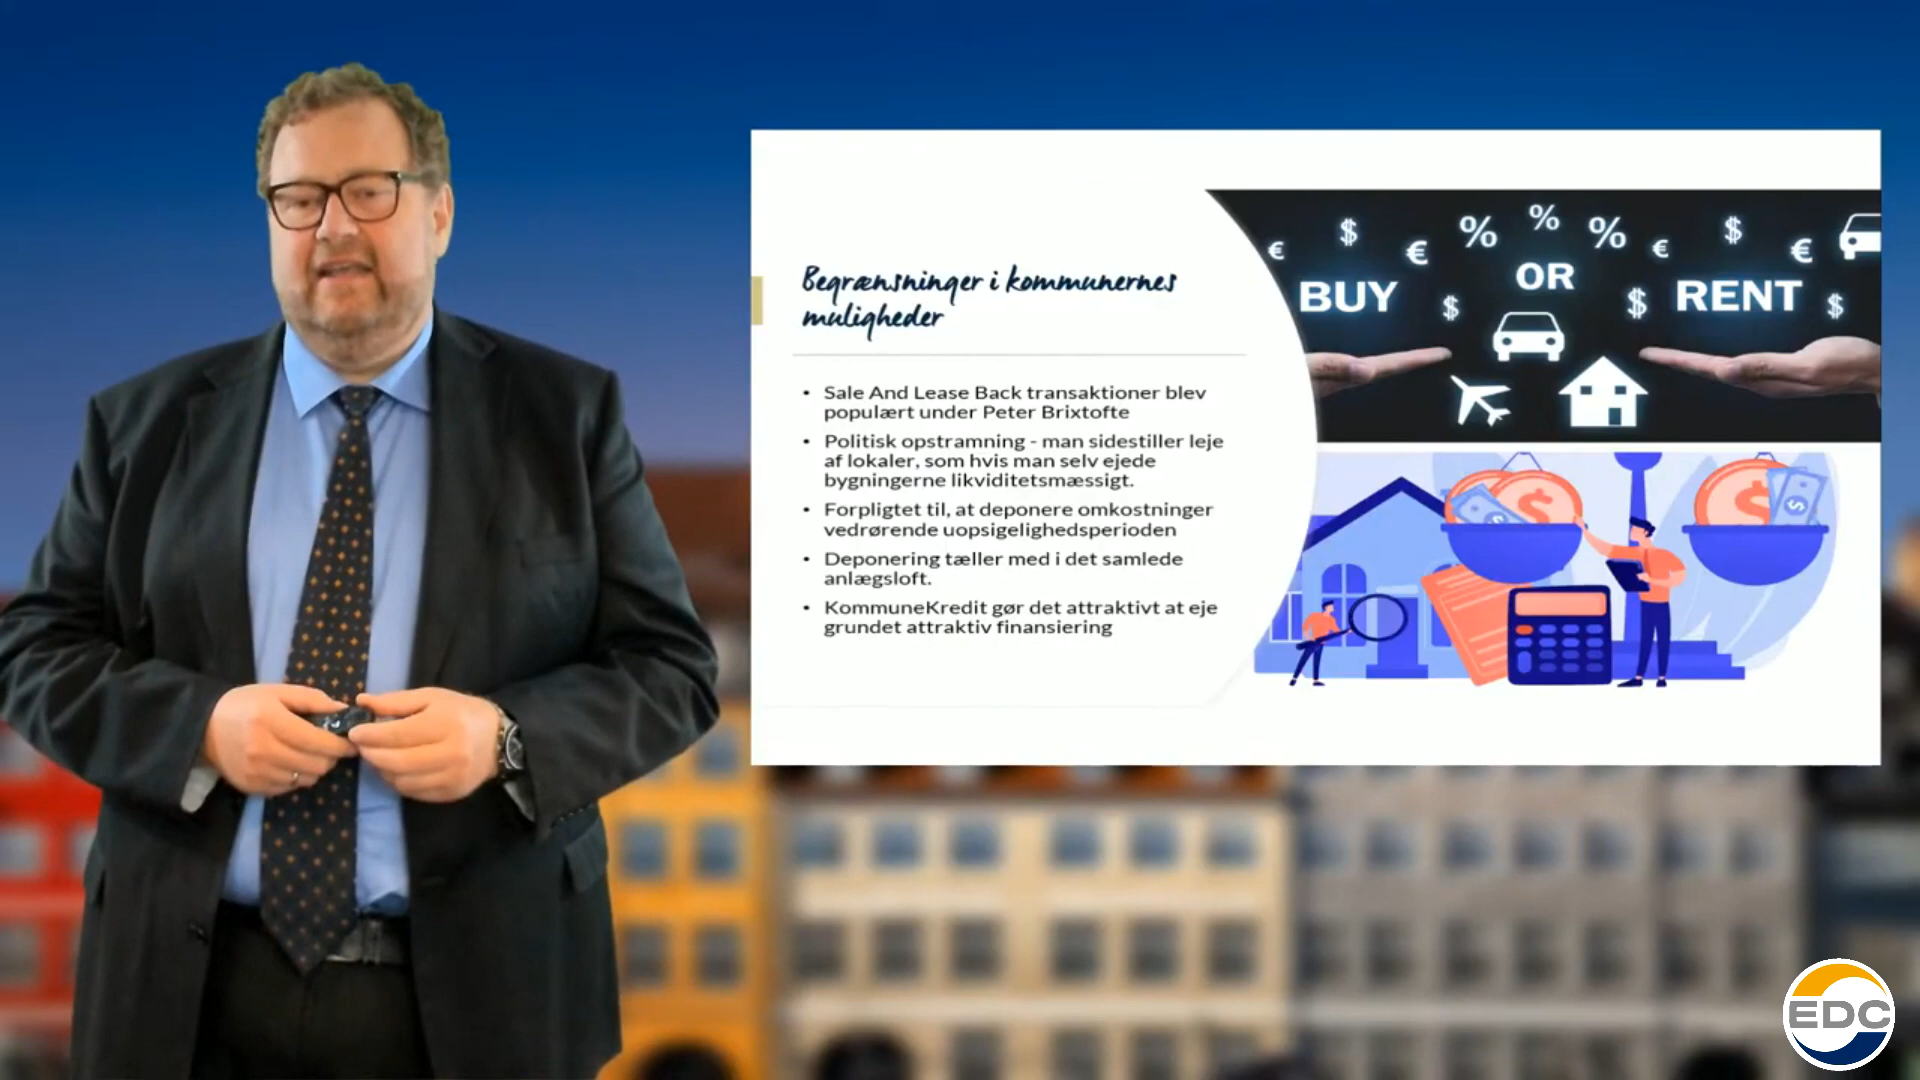 Begrænsninger i kommunernes
muligheder
• Sale And Lease Back transaktioner blev
populært under Peter Brixtofte
• Politisk opstramning - man sidestiller leje
af lokaler, som hvis man selv ejede
bygningerne likviditetsmæssigt.
• Forpligtet til, at deponere omkostninger
vedrørende uopsigelighedsperioden
• Deponering tæller med i det samlede
anlægsloft.
• KommuneKredit gør det attraktivt at eje
grundet attraktiv finansiering
€ $ € % % % € $ €
BUY OR RENT
$ $ $
$ $
$ $
EDC